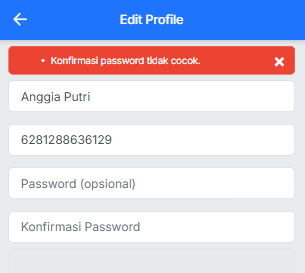 Edit Profile
• Konfirmasi password tidak cocok.
Anggia Putri
6281288636129
Password (opsional)
Konfirmasi Password